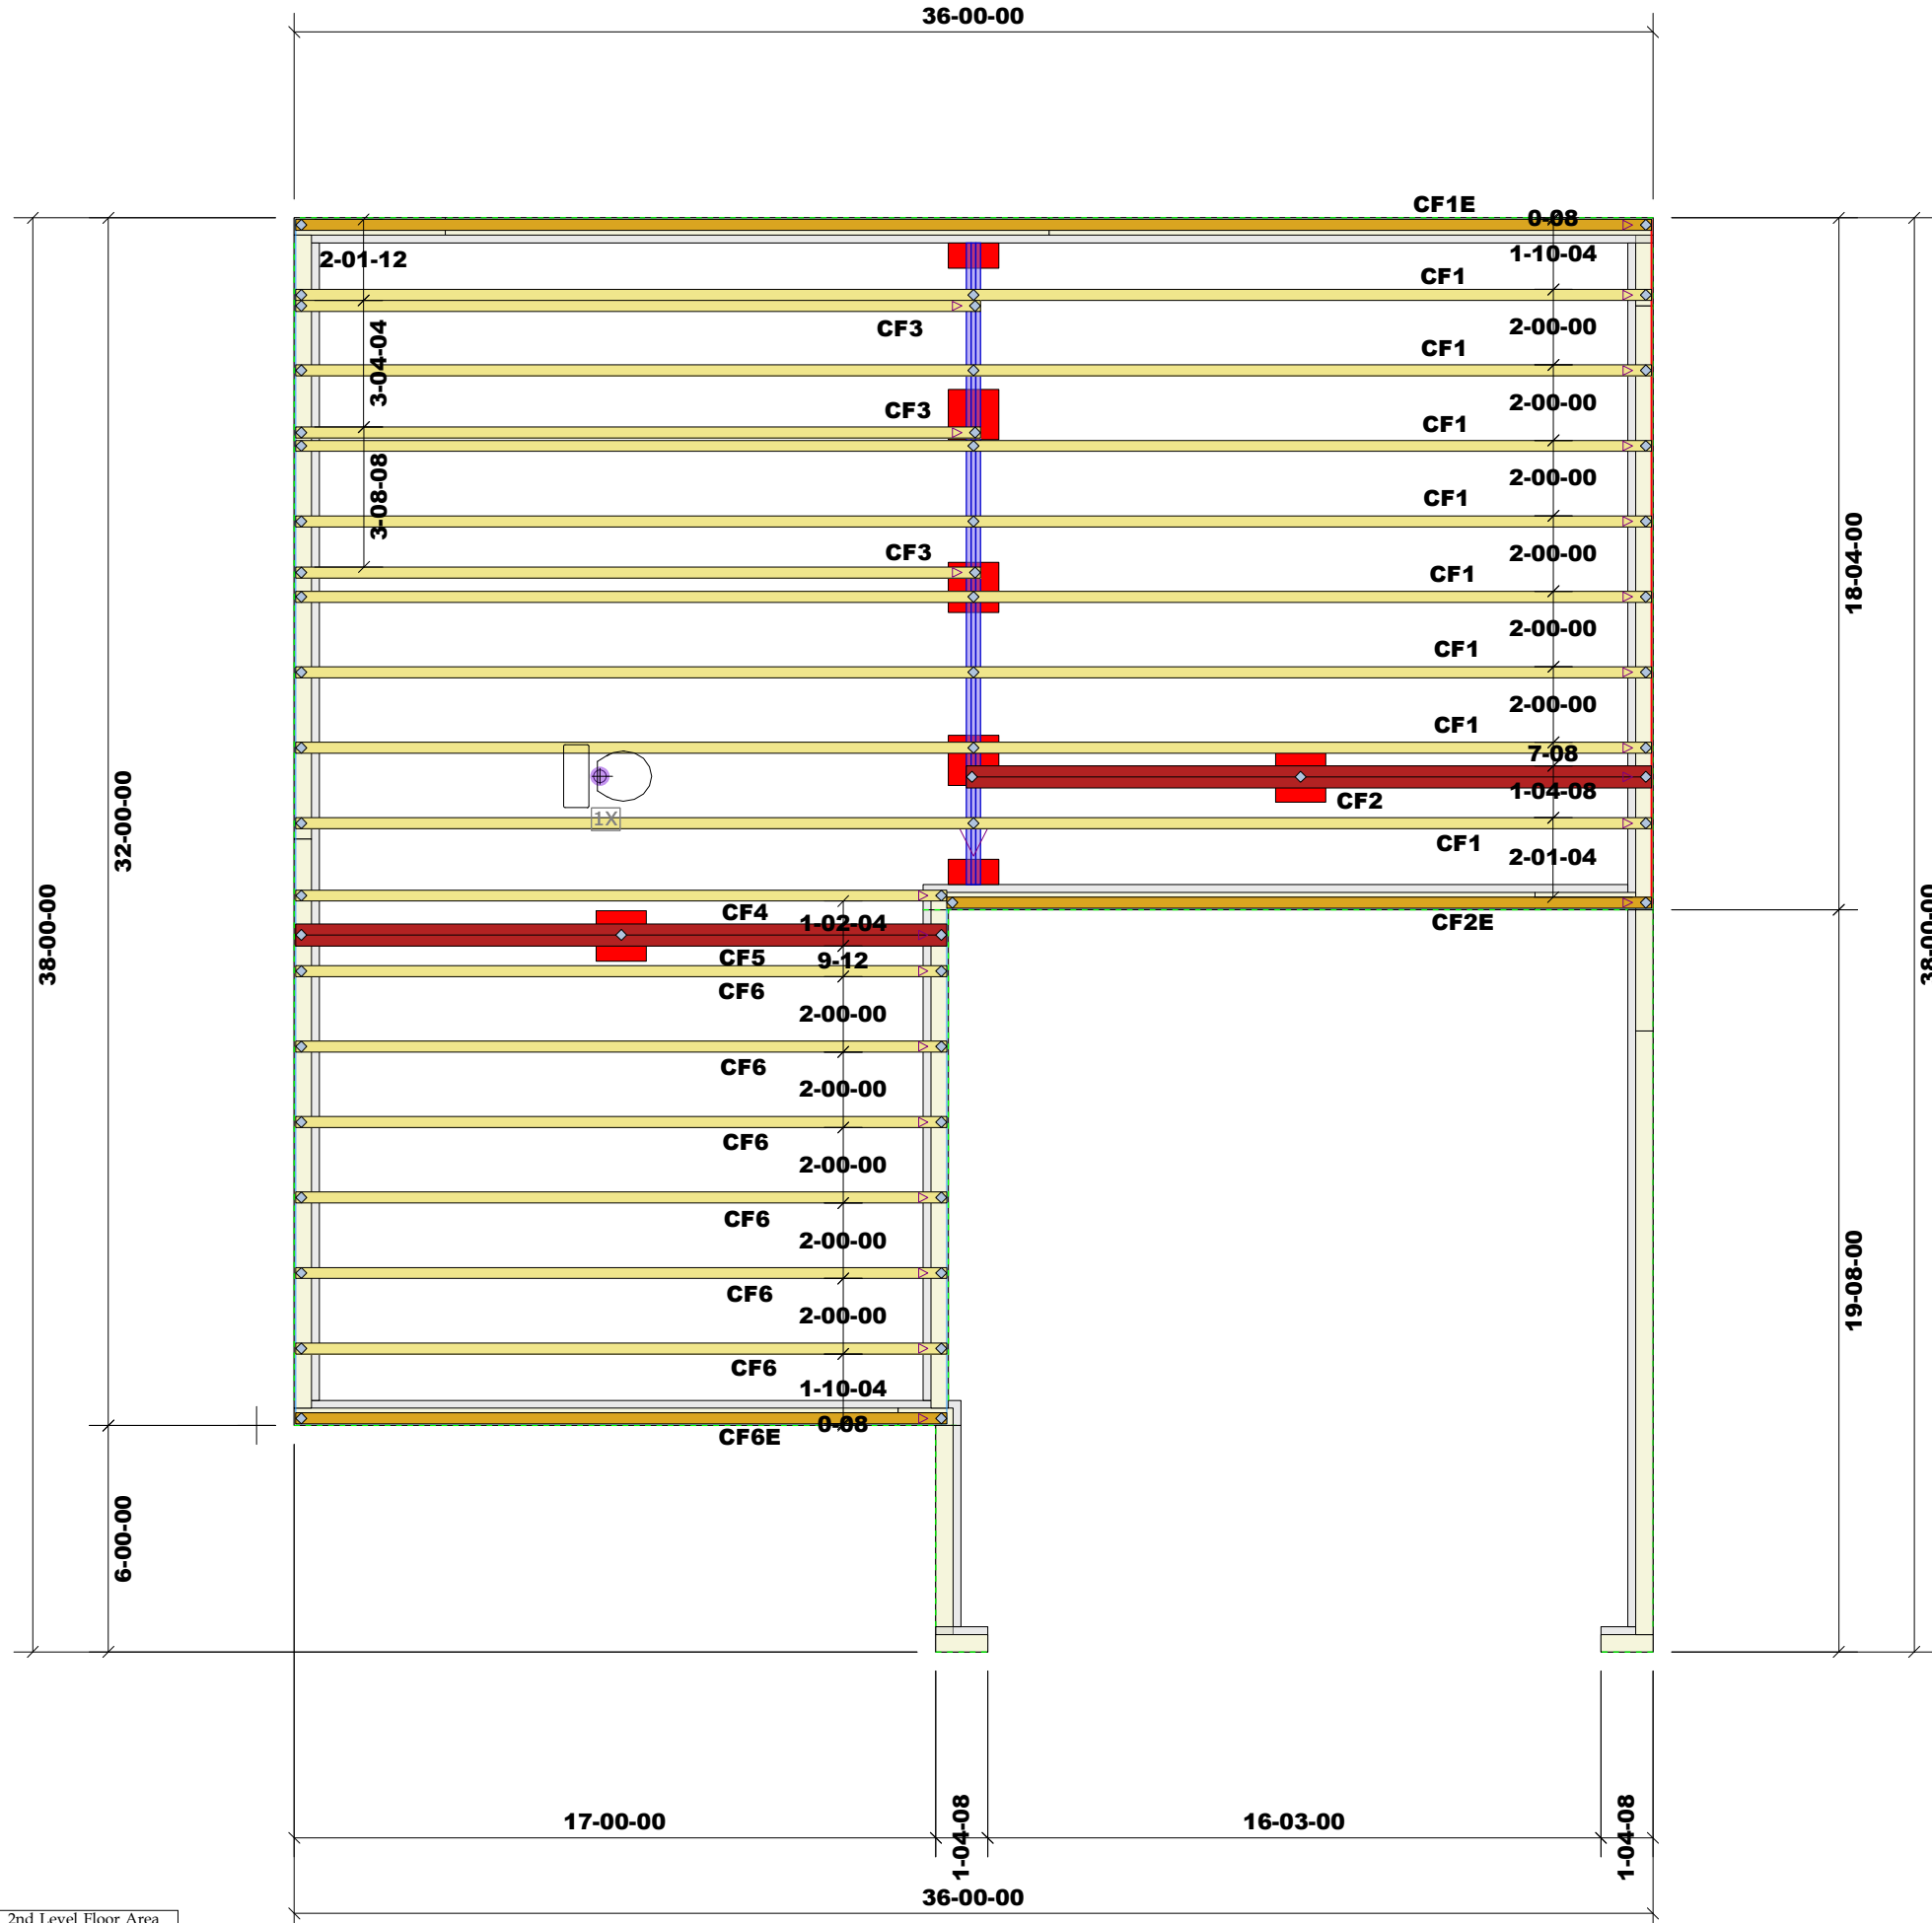 36-00-00
CF1E
0-08
2-01-12
1-10-04
CF1
CF3
2-00-00
3-04-04
CF1
2-00-00
CF3
CF1
3-08-08
2-00-00
CF1
CF3
2-00-00
CF1
18-04-00
2-00-00
CF1
2-00-00
CF1
7-08
1-04-08
CF2
1X
32-00-00
CF1
2-01-04
CF4
1-02-04
CF2E
38-00-00
38-00-00
CF5
9-12
CF6
2-00-00
CF6
2-00-00
CF6
2-00-00
CF6
2-00-00
19-08-00
CF6
2-00-00
CF6
1-10-04
0-08
CF6E
6-00-00
17-00-00
1-04-08
16-03-00
1-04-08
36-00-00
2nd Level Floor Area